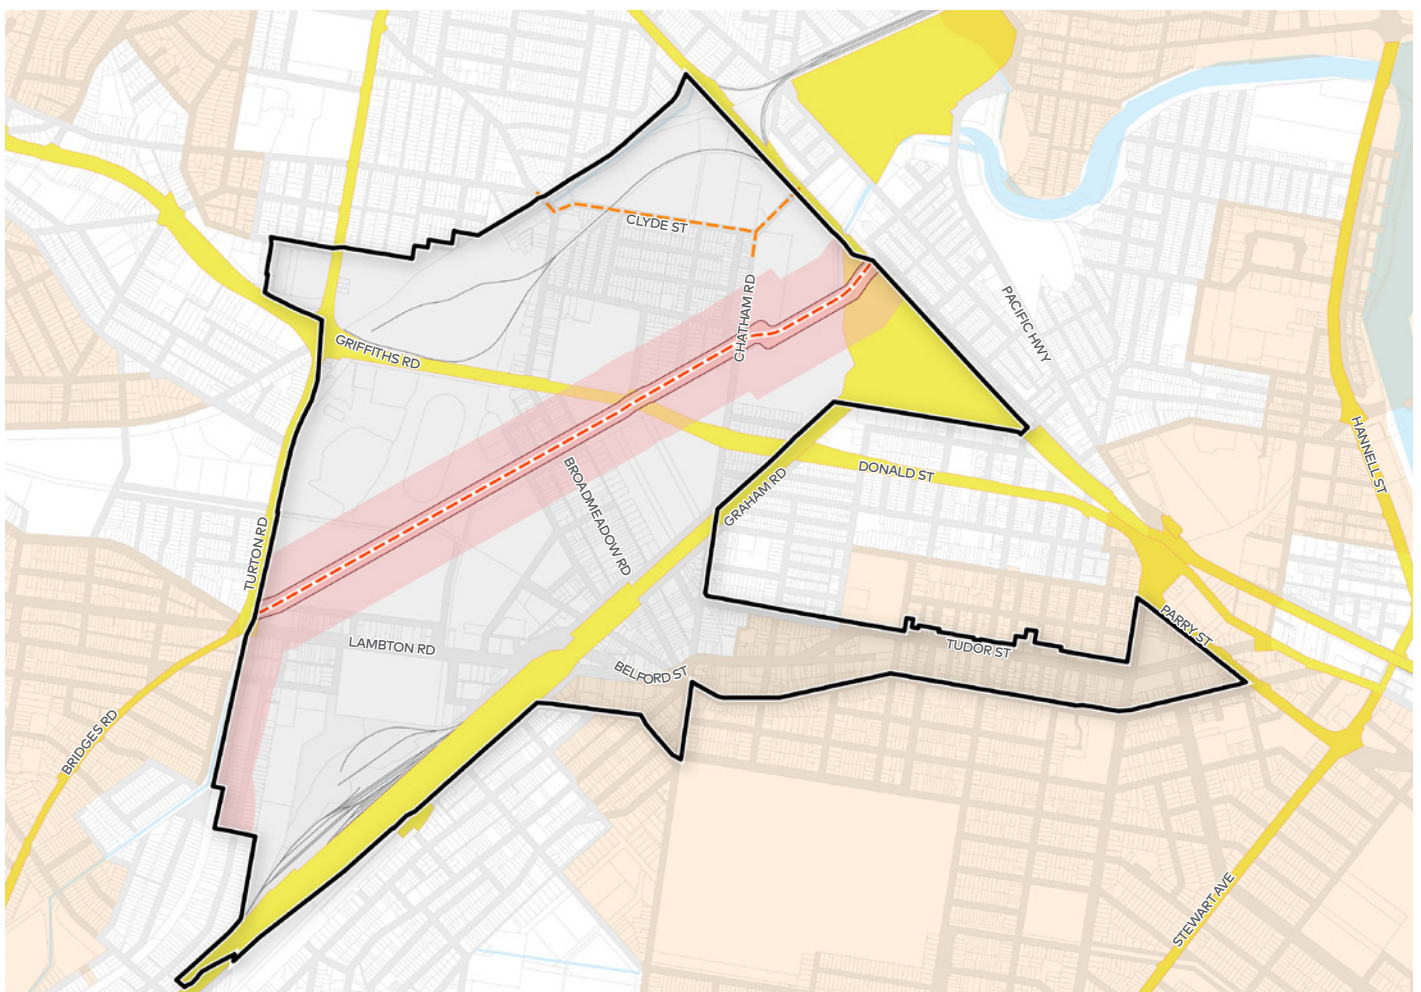 CLYDE ST
CHATHAM RD
PACIFIC HWY
GRIFFITHS RD
HANNELL ST
BROADMEADOW RD
GRAHAM RD
DONALD ST
TURTON RD
LAMBTON RD
BELFORD ST
TUDOR ST
PARRY ST
BRIDGES RD
STEWART AVE